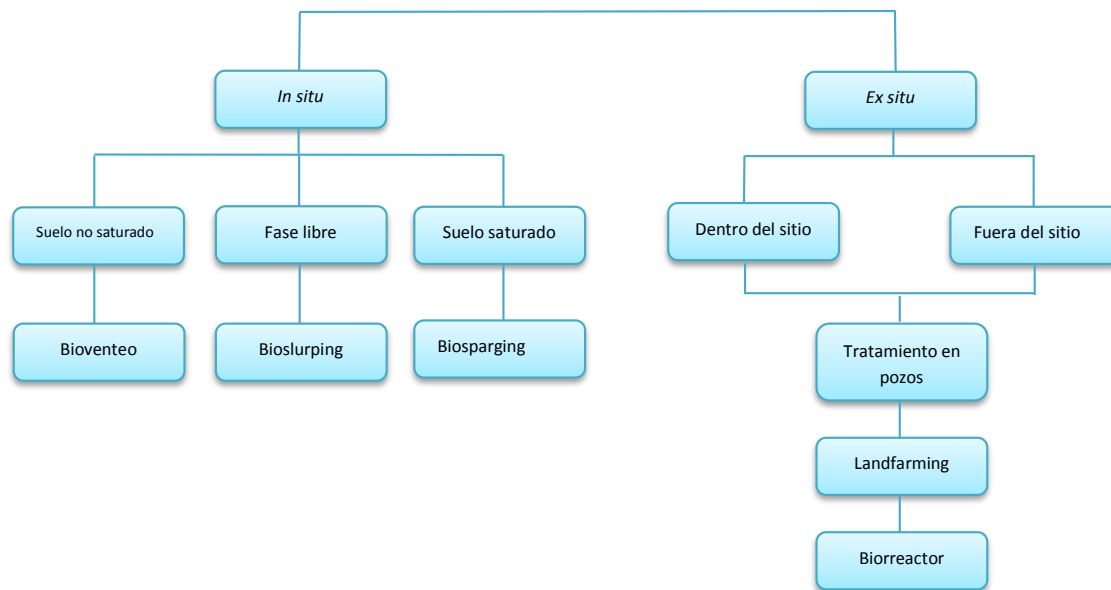 In situ
Ex situ
Suelo no saturado
Fase libre
Suelo saturado
Dentro del sitio
Fuera del sitio
Bioventeo
Bioslurping
Biosparging
Tratamiento en
pozos
Landfarming
Biorreactor